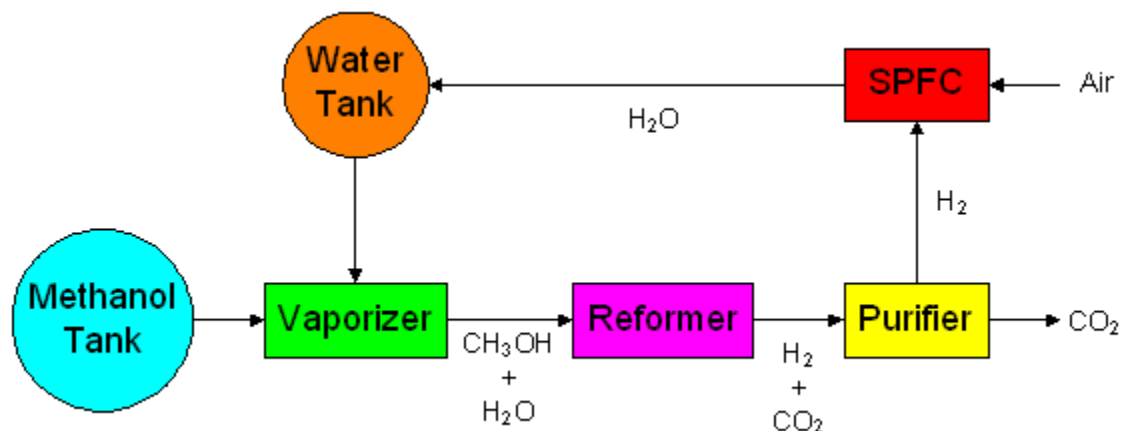 Water
Tank
SPFC
Air
H₂O
H₂
Methanol
Tank
Vaporizer
Reformer
Purifier
CO₂
CH₃OH
+
H₂O
H₂
+
CO₂